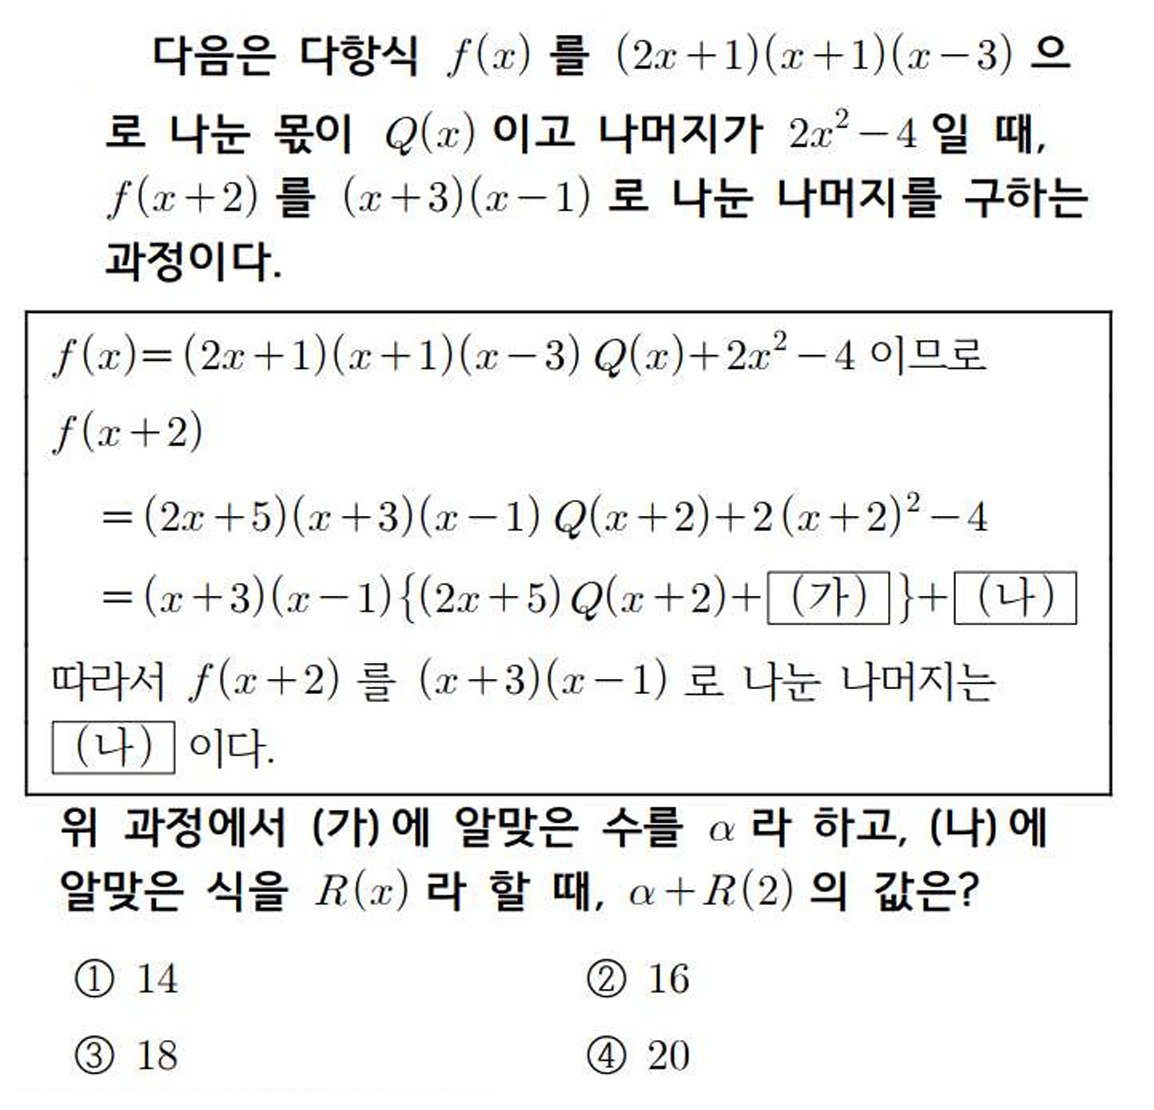 다음은 다항식 f(x)를 (2x+1)(x+1)(x-3)으
로 나눈 몫이 Q(x)이고 나머지가 2x²-4일 때,
f(x+2)를 (x+3)(x-1)로 나눈 나머지를 구하는
과정이다.
f(x)=(2x+1)(x+1)(x-3)Q(x)+2x²-4이므로
f(x+2)
=(2x+5)(x+3)(x-1)Q(x+2)+2(x+2)²-4
=(x+3)(x-1){(2x+5)Q(x+2)+ (가) }+ (나)
따라서 f(x+2)를 (x+3)(x-1)로 나눈 나머지는
(나) 이다.
위 과정에서 (가)에 알맞은 수를 α라 하고, (나)에
알맞은 식을 R(x)라 할 때, α+R(2)의 값은?
① 14 ② 16
③ 18 ④ 20